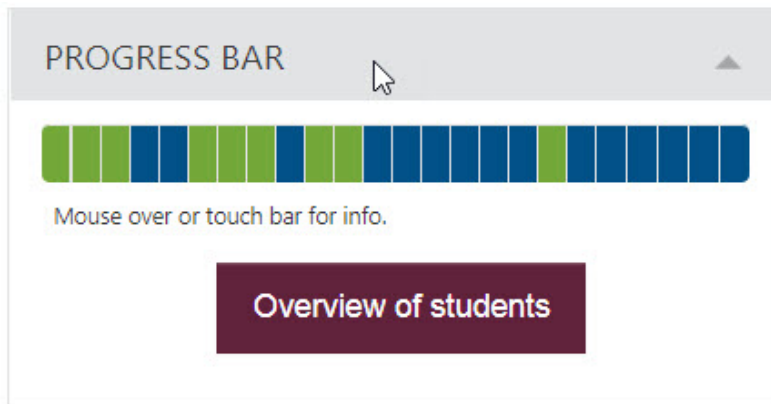 PROGRESS BAR
Mouse over or touch bar for info.
Overview of students